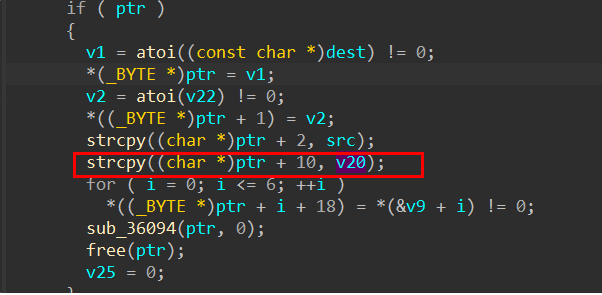 if ( ptr )
{
v1 = atoi((const char *)dest) != 0;
*(_BYTE *)ptr = v1;
v2 = atoi(v22) != 0;
*((_BYTE *)ptr + 1) = v2;
strcpy((char *)ptr + 2, src);
strcpy((char *)ptr + 10, v20);
for ( i = 0; i <= 6; ++i )
*((_BYTE *)ptr + i + 18) = *(&v9 + i) != 0;
sub_36094(ptr, 0);
free(ptr);
v25 = 0;